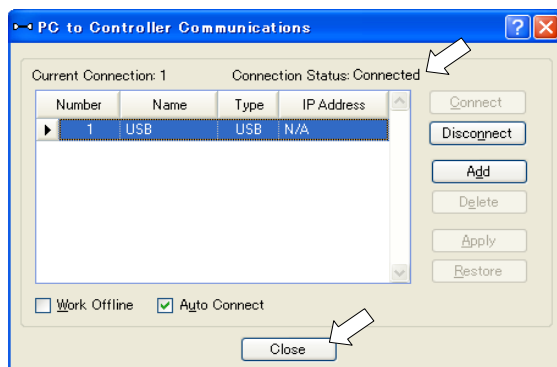 PC to Controller Communications
Current Connection: 1 Connection Status: Connected
Number Name Type IP Address
1 USB USB N/A
Connect
Disconnect
Add
Delete
Apply
Restore
Work Offline Auto Connect
Close